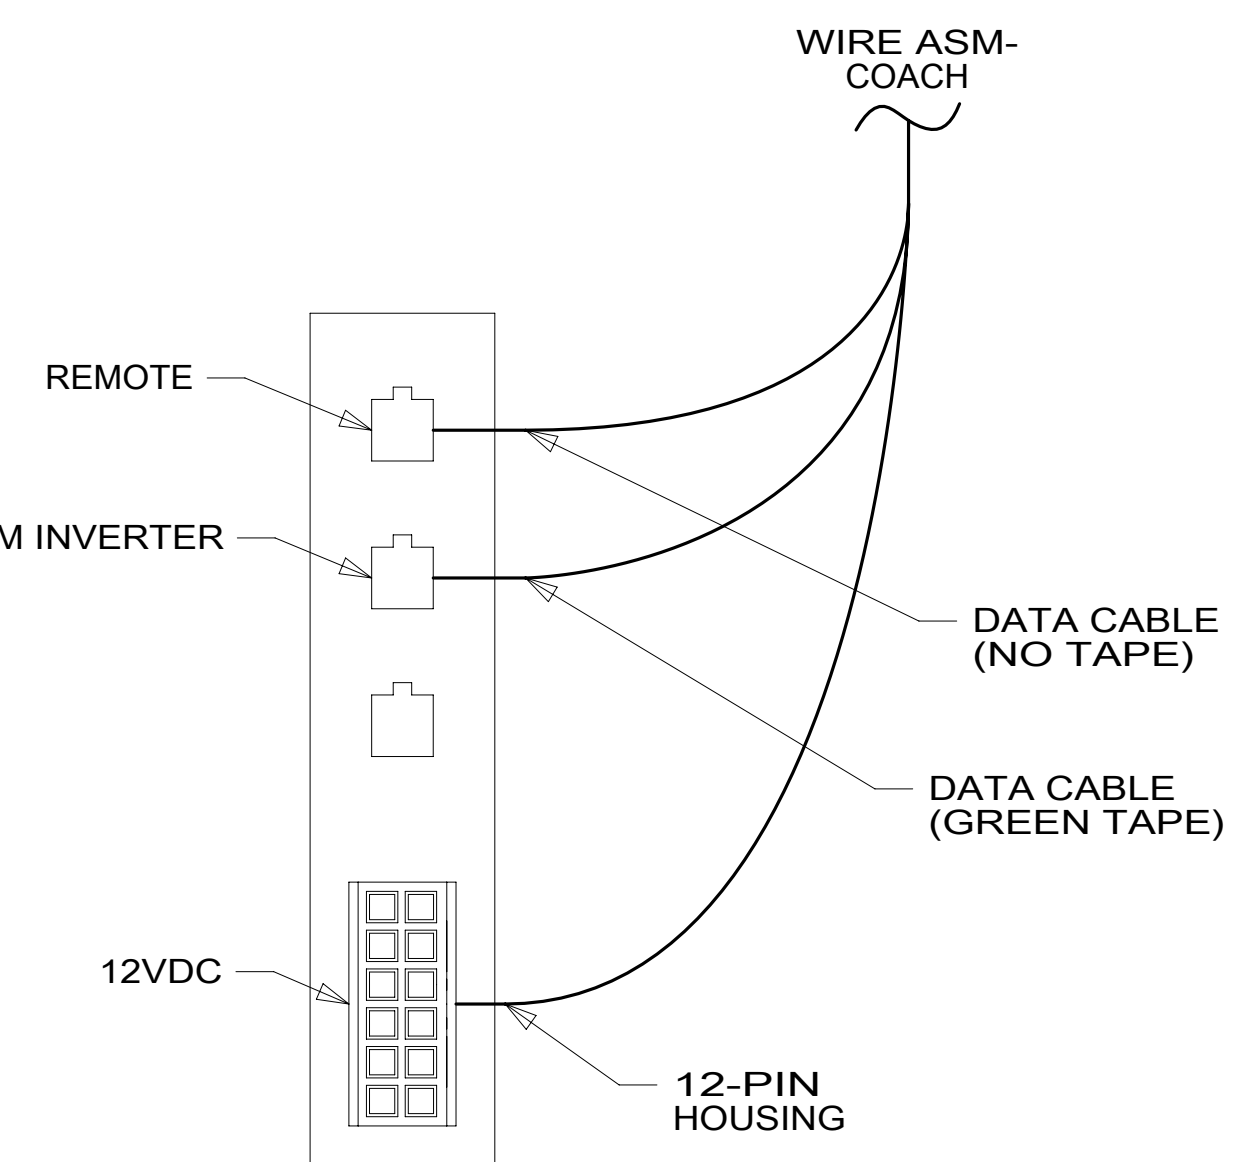 WIRE ASM-
COACH
REMOTE
M INVERTER
DATA CABLE
(NO TAPE)
DATA CABLE
(GREEN TAPE)
12VDC
12-PIN
HOUSING